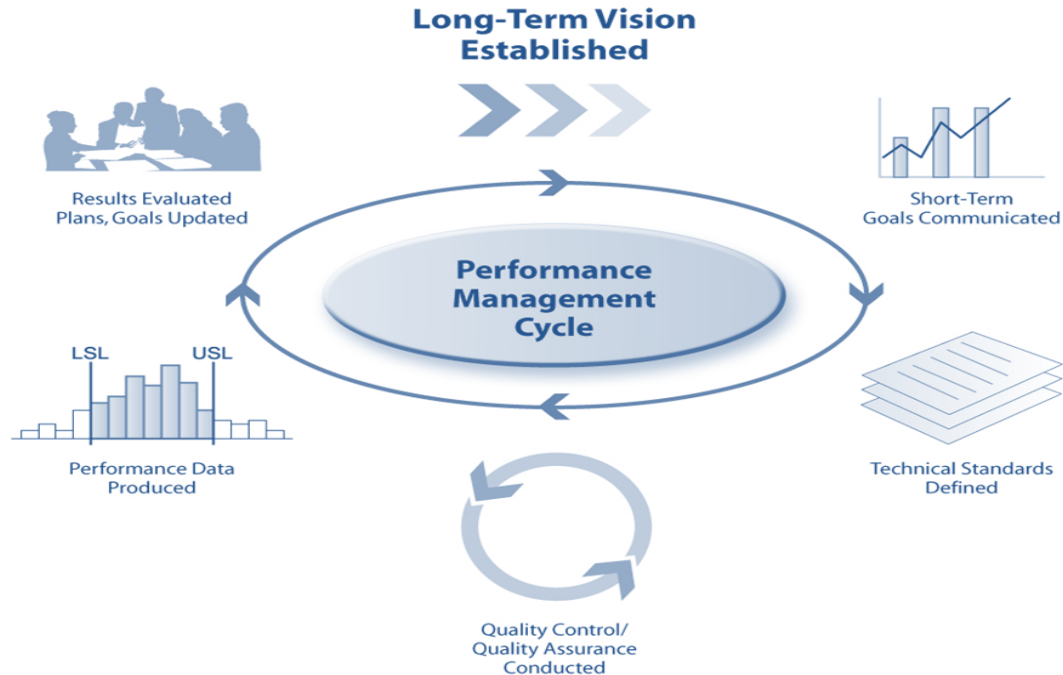 Long-Term Vision
Established
Results Evaluated
Plans, Goals Updated
Short-Term
Goals Communicated
Performance
Management
Cycle
LSL
USL
Performance Data
Produced
Technical Standards
Defined
Quality Control/
Quality Assurance
Conducted